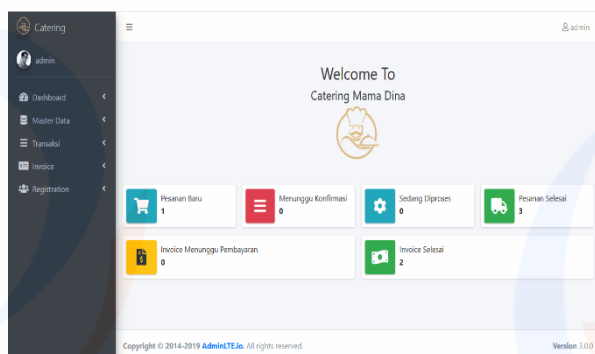 Catering
admin
admin
Dashboard
Master Data
Transaksi
Invoice
Registration
Welcome To
Catering Mama Dina
Pesanan Baru
1
Menunggu Konfirmasi
0
Sedang Diproses
0
Pesanan Selesai
3
Invoice Menunggu Pembayaran
0
Invoice Selesai
2
Copyright © 2014-2019 AdminLTE.io. All rights reserved.
Version 3.0.0